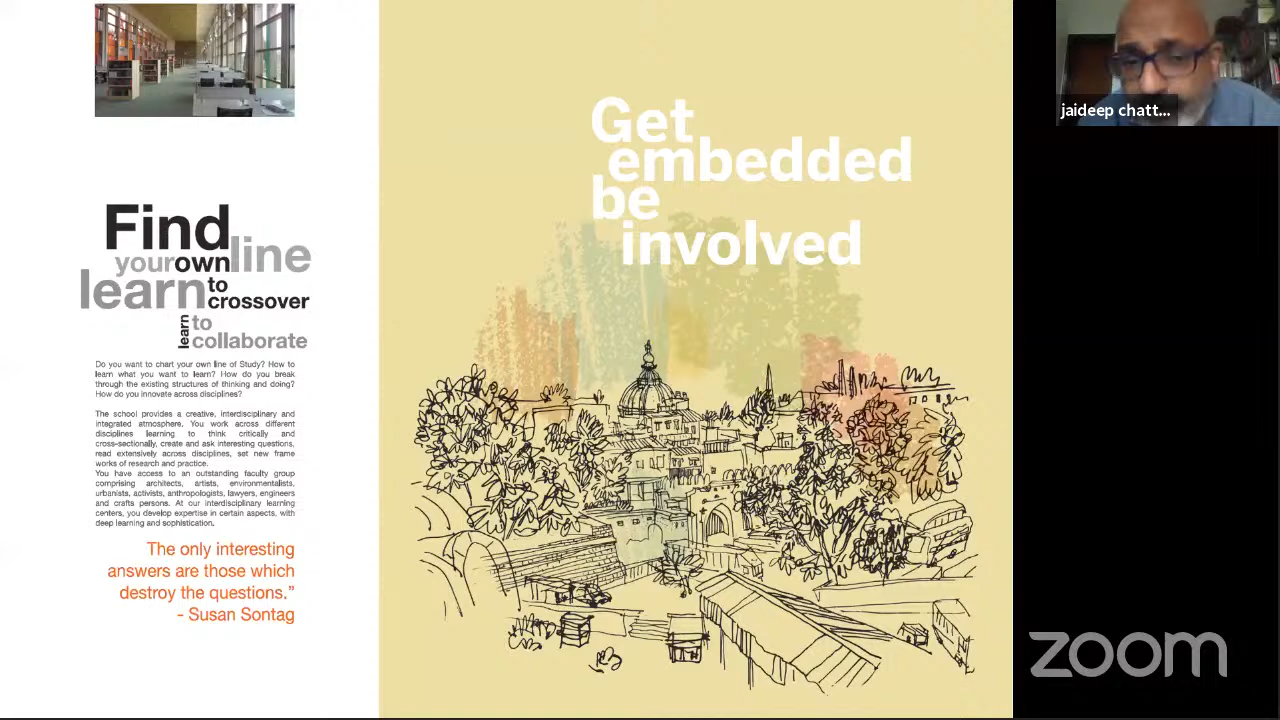 Find
your own line
learn to
crossover
learn to
collaborate
Do you want to chart your own line of Study? How to
learn what you want to learn? How do you break
through the existing structures of thinking and doing?
How do you innovate across disciplines?
The school provides a creative, interdisciplinary and
integrated atmosphere. You work across different
disciplines learning to think critically and
cross-sectionally, create and ask interesting questions,
read extensively across disciplines, set new frame
works of research and practice.
You have access to an outstanding faculty group
comprising architects, artists, environmentalists,
urbanists, activists, anthropologists, lawyers, engineers
and crafts persons. At our interdisciplinary learning
centers, you develop expertise in certain aspects, with
deep learning and sophistication.
The only interesting
answers are those which
destroy the questions.”
- Susan Sontag
Get
embedded
be
involved
jaideep chatt...
zoom